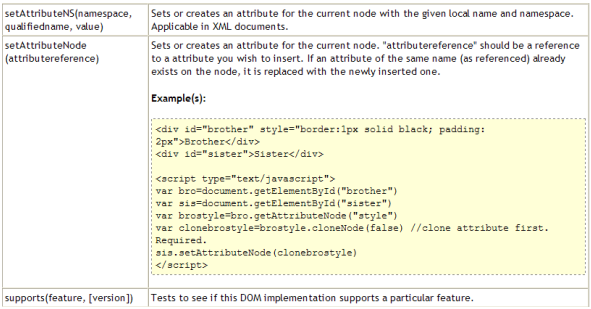 setAttributeNS(namespace,
qualifiedname, value)
Sets or creates an attribute for the current node with the given local name and namespace.
Applicable in XML documents.
setAttributeNode
(attributereference)
Sets or creates an attribute for the current node. "attributereference" should be a reference
to a attribute you wish to insert. If an attribute of the same name (as referenced) already
exists on the node, it is replaced with the newly inserted one.
Example(s):
<div id="brother" style="border:1px solid black; padding:
2px">Brother</div>
<div id="sister">Sister</div>
<script type="text/javascript">
var bro=document.getElementById("brother")
var sis=document.getElementById("sister")
var brostyle=bro.getAttributeNode("style")
var clonebrostyle=brostyle.cloneNode(false) //clone attribute first.
Required.
sis.setAttributeNode(clonebrostyle)
</script>
supports(feature, [version])
Tests to see if this DOM implementation supports a particular feature.